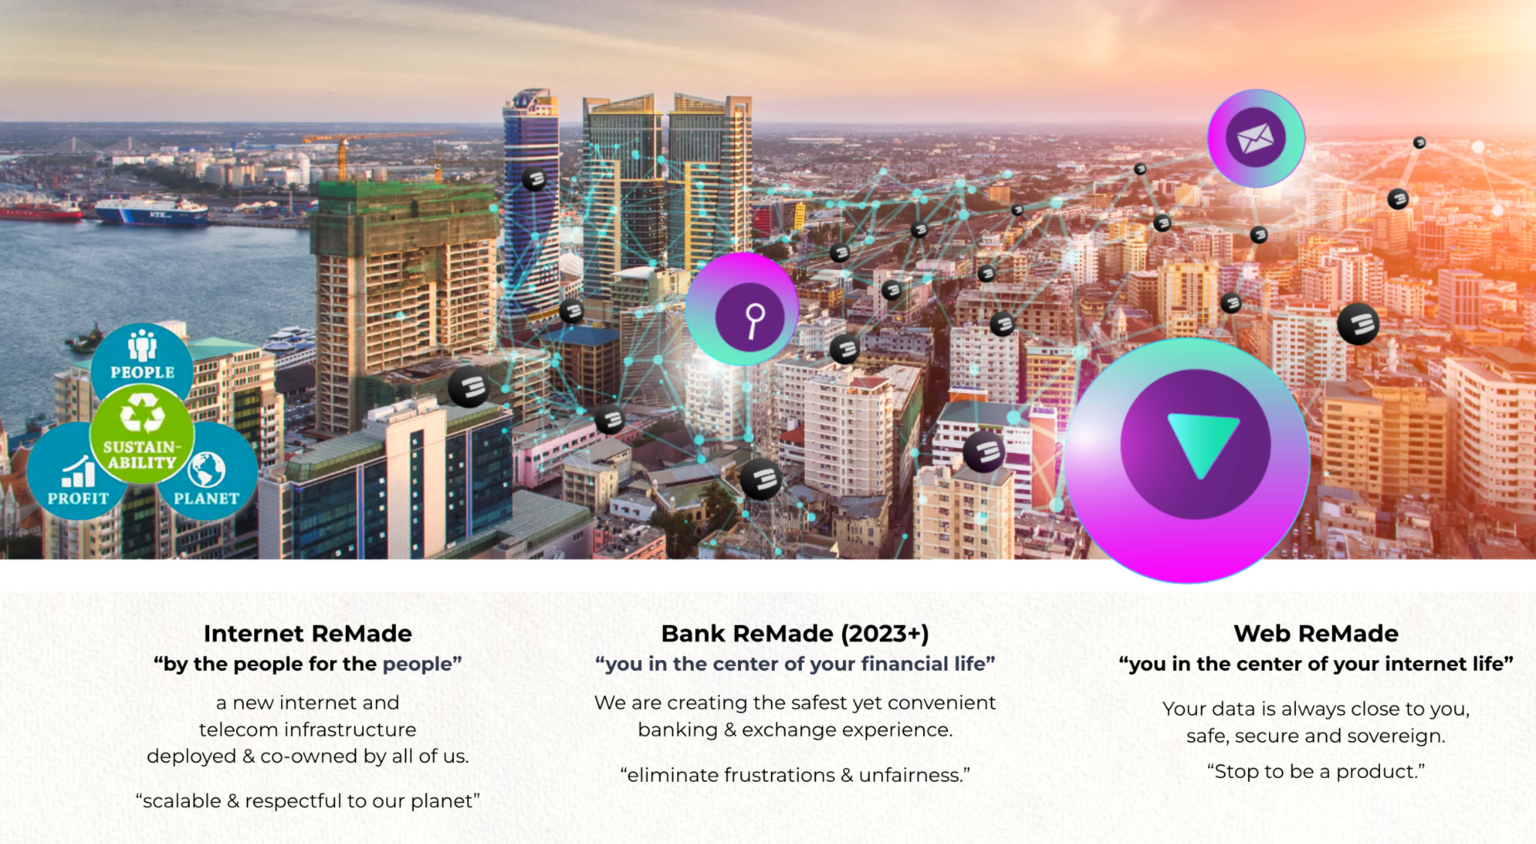 PEOPLE
SUSTAIN-
ABILITY
PROFIT
PLANET
Internet ReMade
“by the people for the people”
a new internet and
telecom infrastructure
deployed & co-owned by all of us.
“scalable & respectful to our planet”
Bank ReMade (2023+)
“you in the center of your financial life”
We are creating the safest yet convenient
banking & exchange experience.
“eliminate frustrations & unfairness.”
Web ReMade
“you in the center of your internet life”
Your data is always close to you,
safe, secure and sovereign.
“Stop to be a product.”